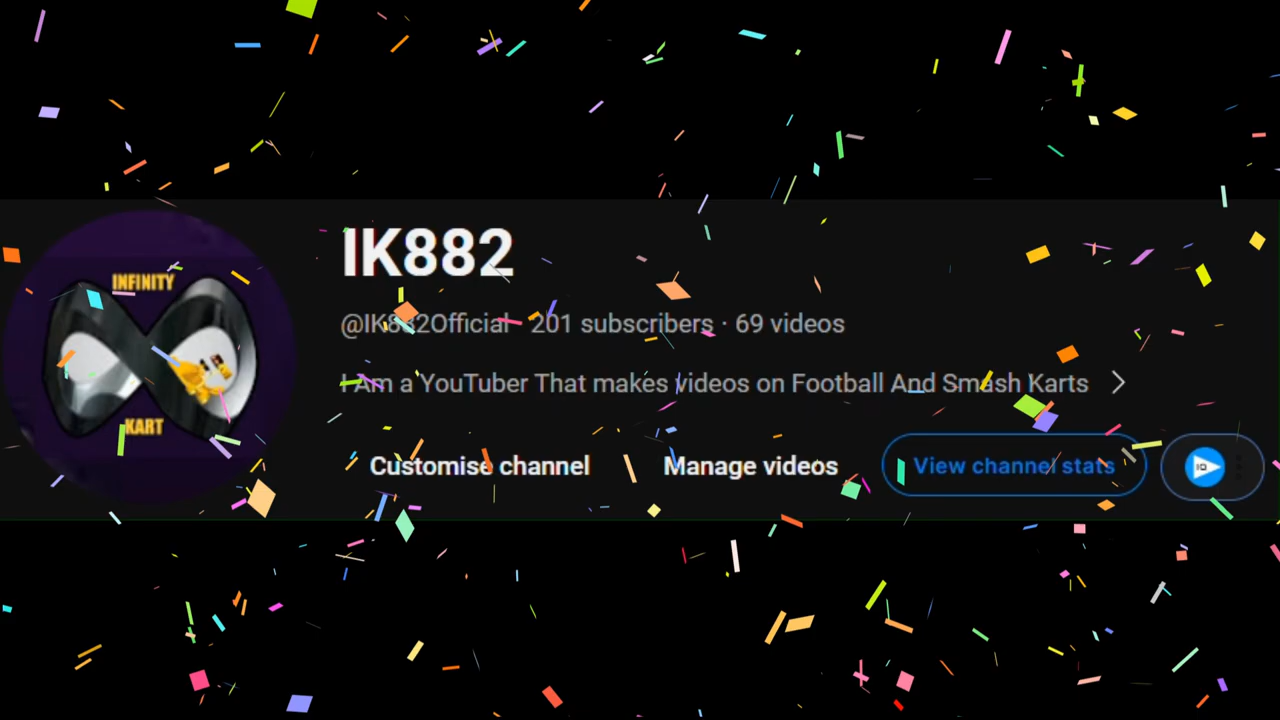 INFINITY
KART
IK882
@IK882Official · 201 subscribers · 69 videos
I Am a YouTuber That makes videos on Football And Smash Karts
Customise channel
Manage videos
View channel stats
IQ